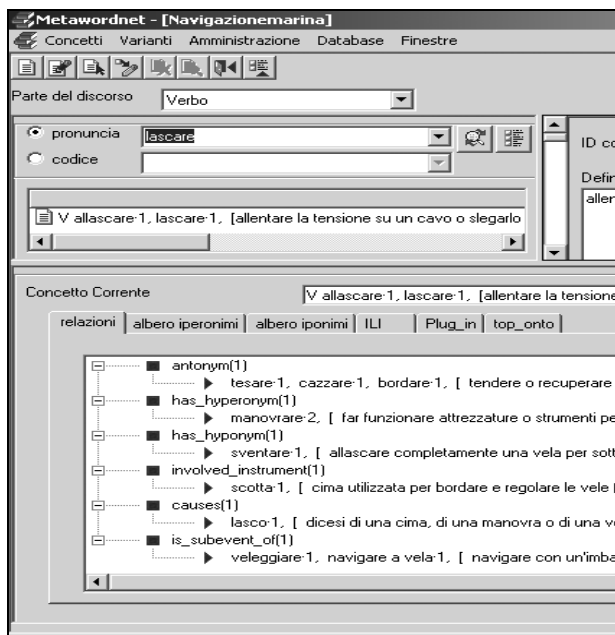 Metawordnet - [Navigazionemarina]
Concetti Varianti Amministrazione Database Finestre
Parte del discorso Verbo
pronuncia lascare
codice
ID co
Defin
allen
V allascare·1, lascare·1, [allentare la tensione su un cavo o slegarlo
Concetto Corrente V allascare·1, lascare·1, [allentare la tensione
relazioni albero iperonimi albero iponimi ILI Plug_in top_onto
antonym(1)
tesare·1, cazzare·1, bordare·1, [ tendere o recuperare
has_hyperonym(1)
manovrare·2, [ far funzionare attrezzature o strumenti pe
has_hyponym(1)
sventare·1, [ allascare completamente una vela per sott
involved_instrument(1)
scotta·1, [ cima utilizzata per bordare e regolare le vele
causes(1)
lasco·1, [ dicesi di una cima, di una manovra o di una ve
is_subevent_of(1)
veleggiare·1, navigare a vela·1, [ navigare con un'imba